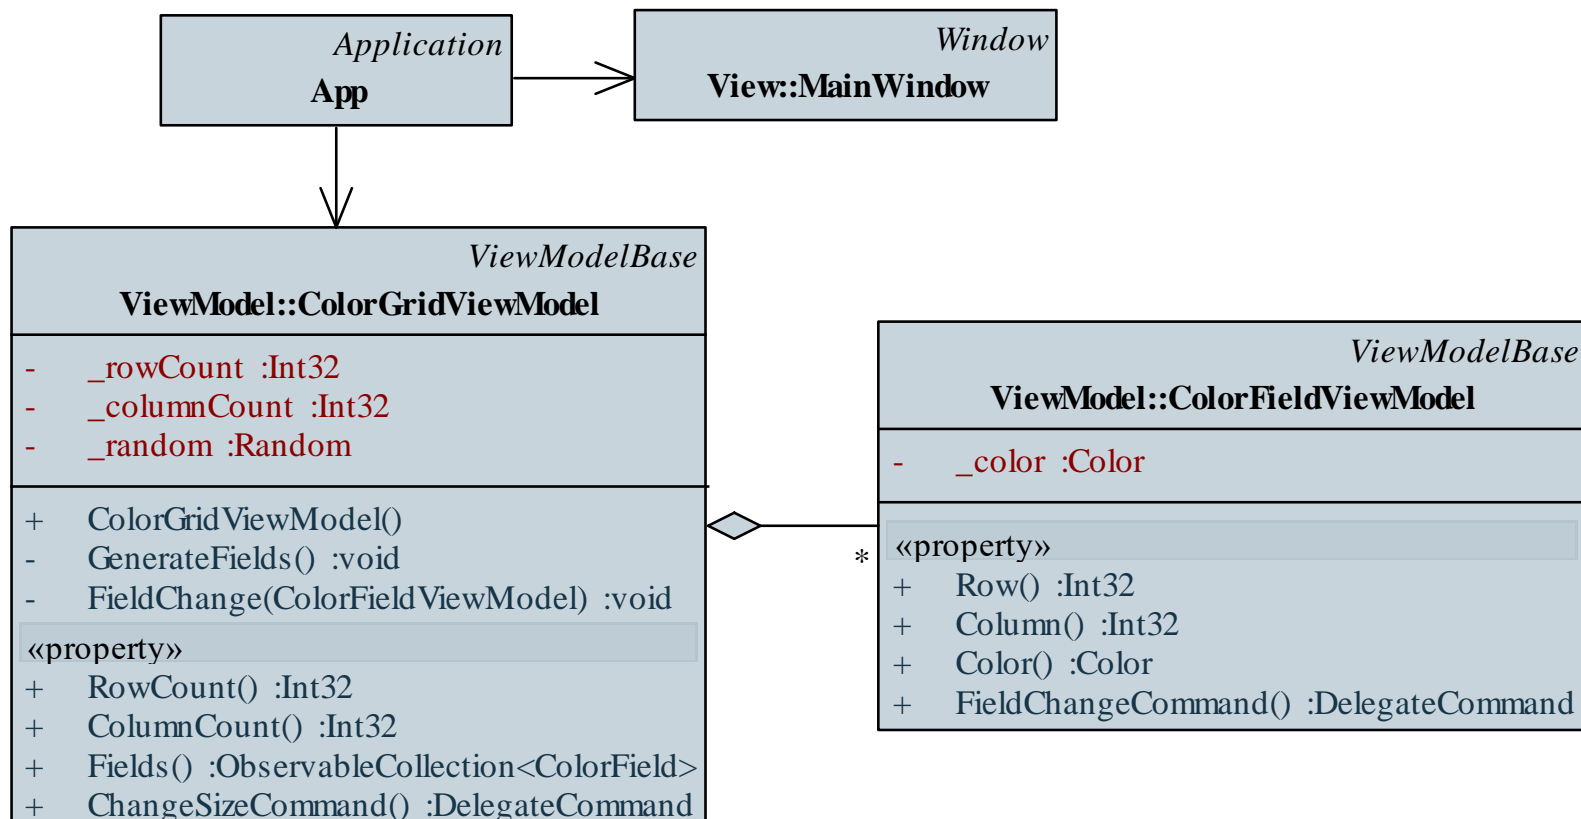 Application
App
Window
View::MainWindow
ViewModelBase
ViewModel::ColorGridViewModel
- _rowCount :Int32
- _columnCount :Int32
- _random :Random
+ ColorGridViewModel()
- GenerateFields() :void
- FieldChange(ColorFieldViewModel) :void
«property»
+ RowCount() :Int32
+ ColumnCount() :Int32
+ Fields() :ObservableCollection<ColorField>
+ ChangeSizeCommand() :DelegateCommand
*
ViewModelBase
ViewModel::ColorFieldViewModel
- _color :Color
«property»
+ Row() :Int32
+ Column() :Int32
+ Color() :Color
+ FieldChangeCommand() :DelegateCommand